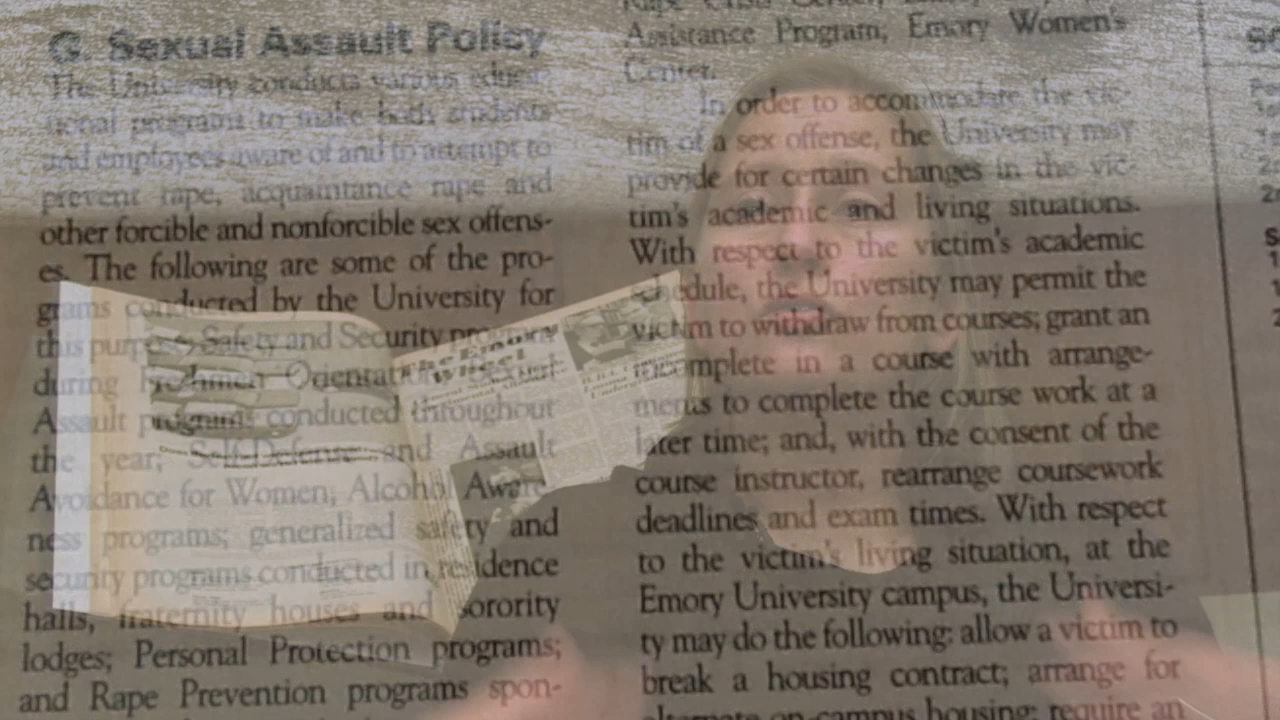 G. Sexual Assault Policy
The University conducts various educa-
tional programs to make both students
and employees aware of and to attempt to
prevent rape, acquaintance rape and
other forcible and nonforcible sex offens-
es. The following are some of the pro-
grams conducted by the University for
this purpose: Safety and Security programs
during Freshmen Orientation; Sexual
Assault programs conducted throughout
the year; Self-Defense and Assault
Avoidance for Women; Alcohol Aware-
ness programs; generalized safety and
security programs conducted in residence
halls, fraternity houses and sorority
lodges; Personal Protection programs;
and Rape Prevention programs spon-
Assistance Program; Emory Women's
Center.
In order to accommodate the vic-
tim of a sex offense, the University may
provide for certain changes in the vic-
tim's academic and living situations.
With respect to the victim's academic
schedule, the University may permit the
victim to withdraw from courses; grant an
incomplete in a course with arrange-
ments to complete the course work at a
later time; and, with the consent of the
course instructor, rearrange coursework
deadlines and exam times. With respect
to the victim's living situation, at the
Emory University campus, the Universi-
ty may do the following: allow a victim to
break a housing contract; arrange for
alternate on-campus housing; require an
The Emory
Wheel